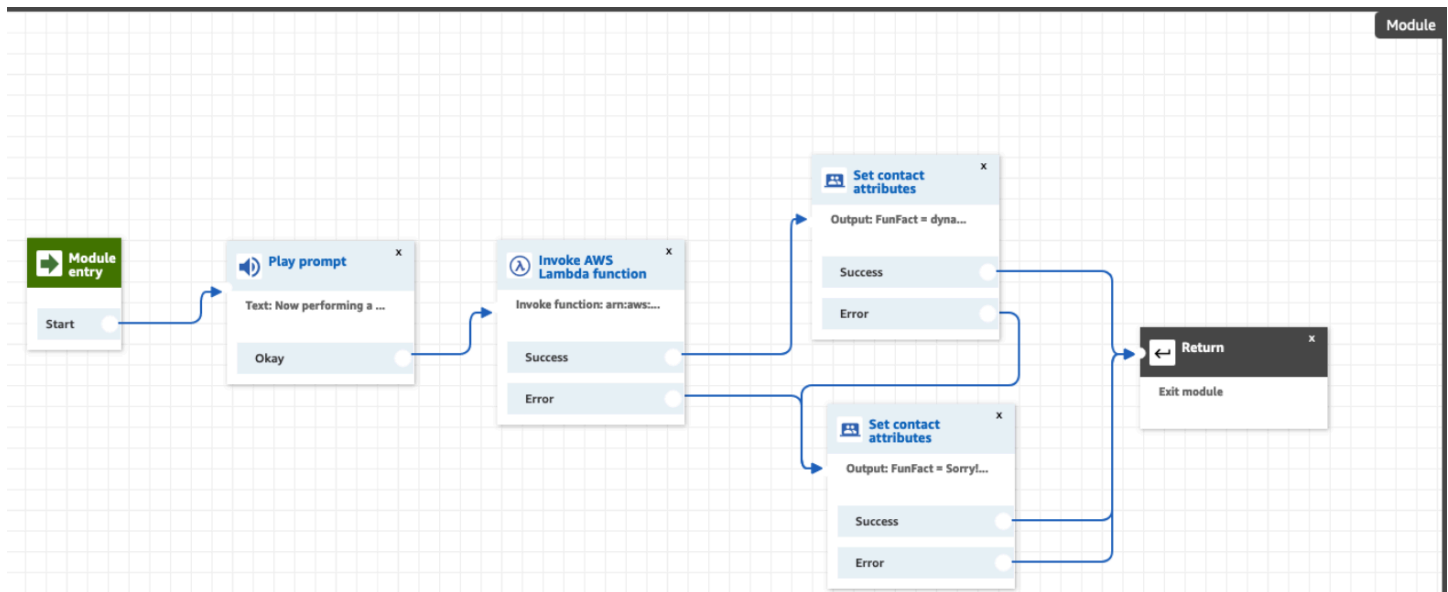 Module
Module
entry
Start
Play prompt
x
Text: Now performing a ...
Okay
Invoke AWS
Lambda function
x
Invoke function: arn:aws:...
Success
Error
Set contact
attributes
x
Output: FunFact = dyna...
Success
Error
Set contact
attributes
x
Output: FunFact = Sorry!...
Success
Error
Return
x
Exit module